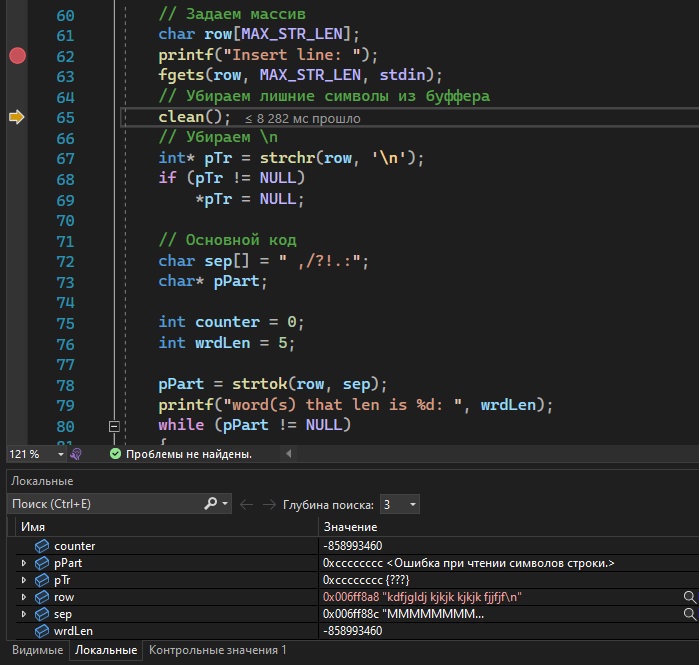 60 // Задаем массив
61 char row[MAX_STR_LEN];
62 printf("Insert line: ");
63 fgets(row, MAX_STR_LEN, stdin);
64 // Убираем лишние символы из буффера
65 clean(); ≤ 8 282 мс прошло
66 // Убираем \n
67 int* pTr = strchr(row, '\n');
68 if (pTr != NULL)
69 *pTr = NULL;
70
71 // Основной код
72 char sep[] = " ,/?!.:";
73 char* pPart;
74
75 int counter = 0;
76 int wrdLen = 5;
77
78 pPart = strtok(row, sep);
79 printf("word(s) that len is %d: ", wrdLen);
80 while (pPart != NULL)
81 {
121 % Проблемы не найдены.
Локальные
Поиск (Ctrl+E) Глубина поиска: 3
Имя Значение
counter -858993460
pPart 0xcccccccc <Ошибка при чтении символов строки.>
pTr 0xcccccccc {???}
row 0x006ff8a8 "kdfjgldj kjkjk kjkjk fjjfjf\n"
sep 0x006ff88c "MMMMMMMM...
wrdLen -858993460
Видимые Локальные Контрольные значения 1